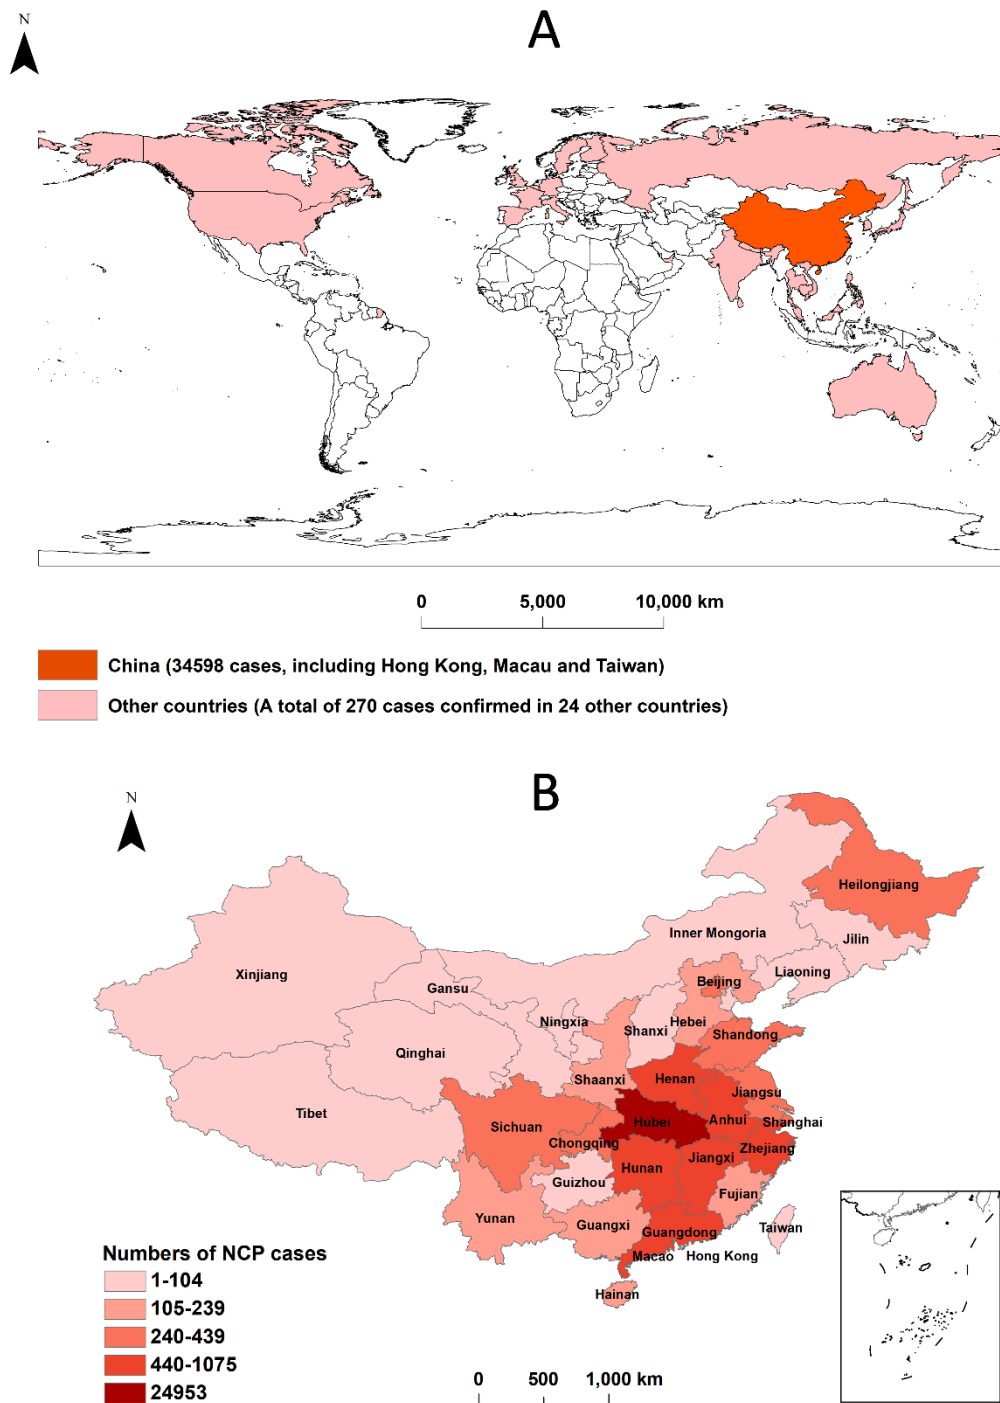 N
A
0 5,000 10,000 km
China (34598 cases, including Hong Kong, Macau and Taiwan)
Other countries (A total of 270 cases confirmed in 24 other countries)
B
N
Heilongjiang
Inner Mongoria
Jilin
Xinjiang
Liaoning
Beijing
Gansu
Ningxia
Shanxi
Hebei
Shandong
Qinghai
Shaanxi
Henan
Jiangsu
Tibet
Sichuan
Hubei
Anhui
Shanghai
Chongqing
Zhejiang
Hunan
Jiangxi
Guizhou
Fujian
Yunan
Guangxi
Guangdong
Taiwan
Macao
Hong Kong
Hainan
Numbers of NCP cases
1-104
105-239
240-439
440-1075
24953
0 500 1,000 km